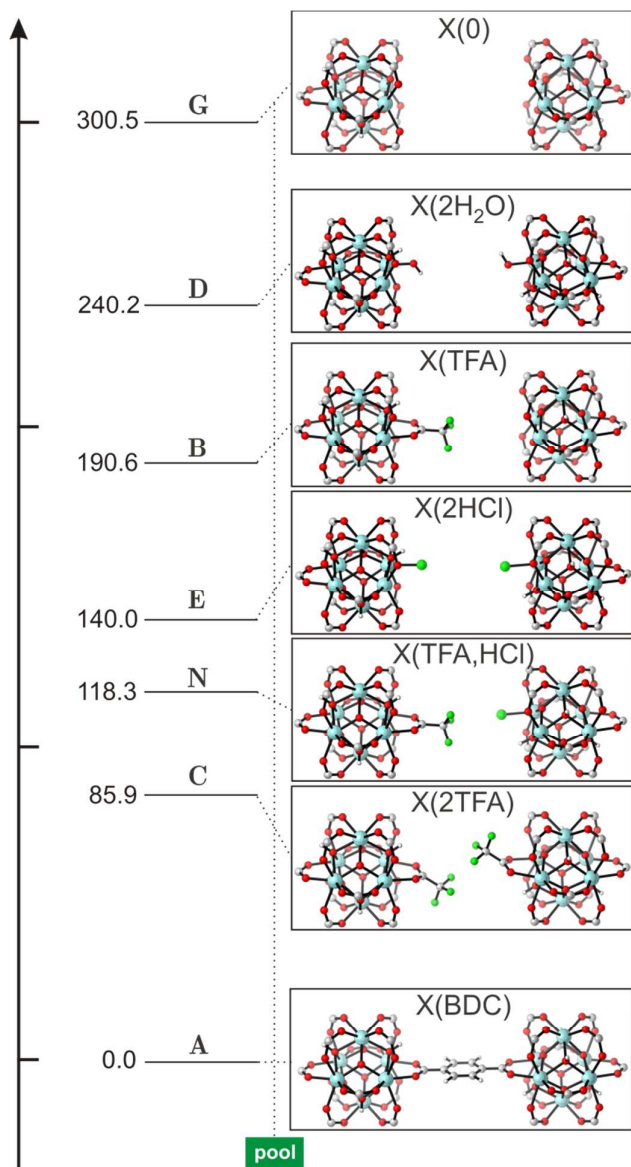 X(0)
300.5 G
X(2H₂O)
240.2 D
X(TFA)
190.6 B
X(2HCl)
140.0 E
X(TFA,HCl)
118.3 N
X(2TFA)
85.9 C
X(BDC)
0.0 A
pool